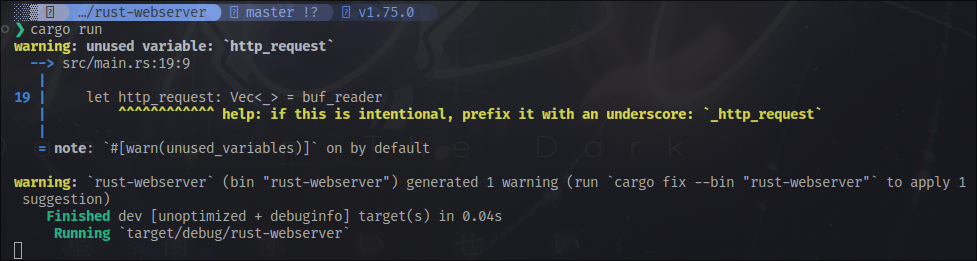 …/rust-webserver master !? v1.75.0
❯ cargo run
warning: unused variable: `http_request`
--> src/main.rs:19:9
|
19 | let http_request: Vec<_> = buf_reader
| ^^^^^^^^^^^^ help: if this is intentional, prefix it with an underscore: `_http_request`
|
= note: `#[warn(unused_variables)]` on by default
warning: `rust-webserver` (bin "rust-webserver") generated 1 warning (run `cargo fix --bin "rust-webserver"` to apply 1
suggestion)
Finished dev [unoptimized + debuginfo] target(s) in 0.04s
Running `target/debug/rust-webserver`